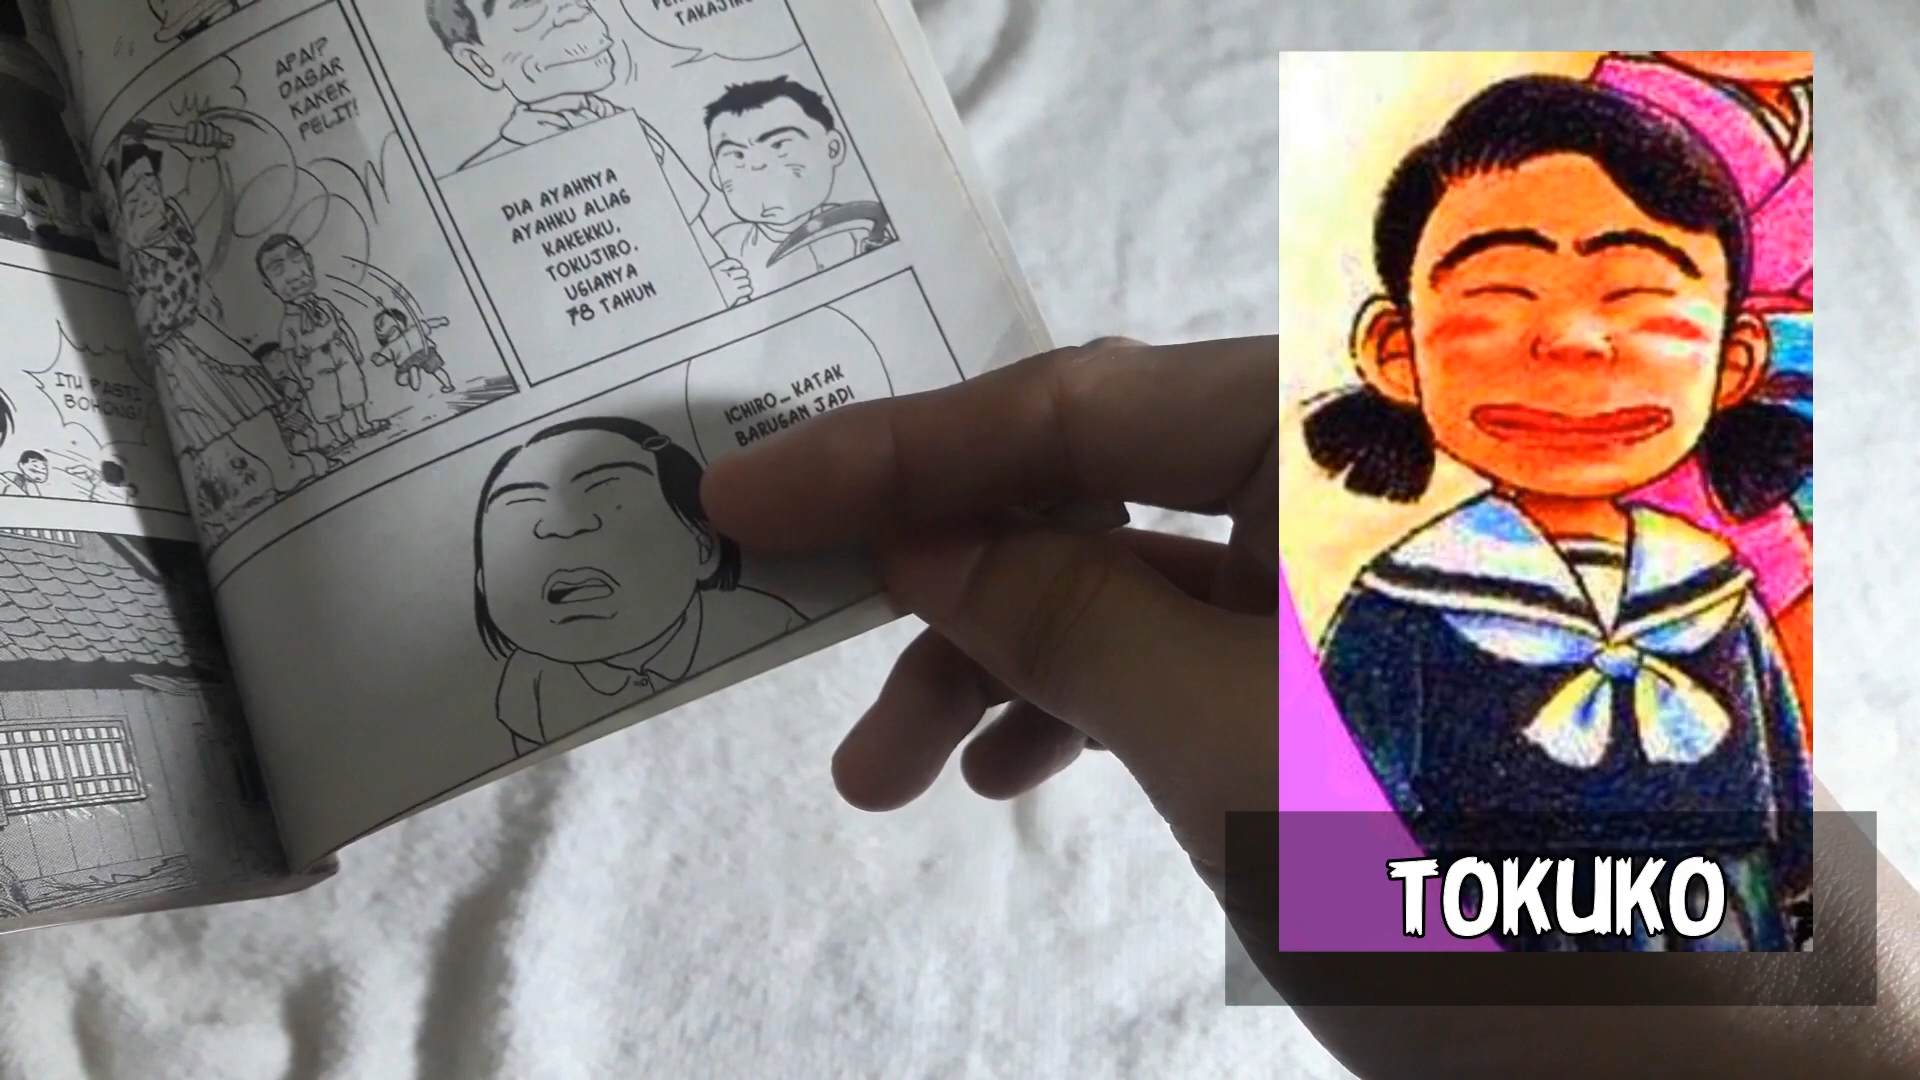 APA!?
DASAR
KAKEK
PELIT!
TAKAJIRO
DIA AYAHNYA
AYAHKU ALIAS
KAKEKKU,
TOKUJIRO.
USIANYA
78 TAHUN
ITU PASTI
BOHONG!
ICHIRO... KATAK
BARUSAN JADI
TOKUKO